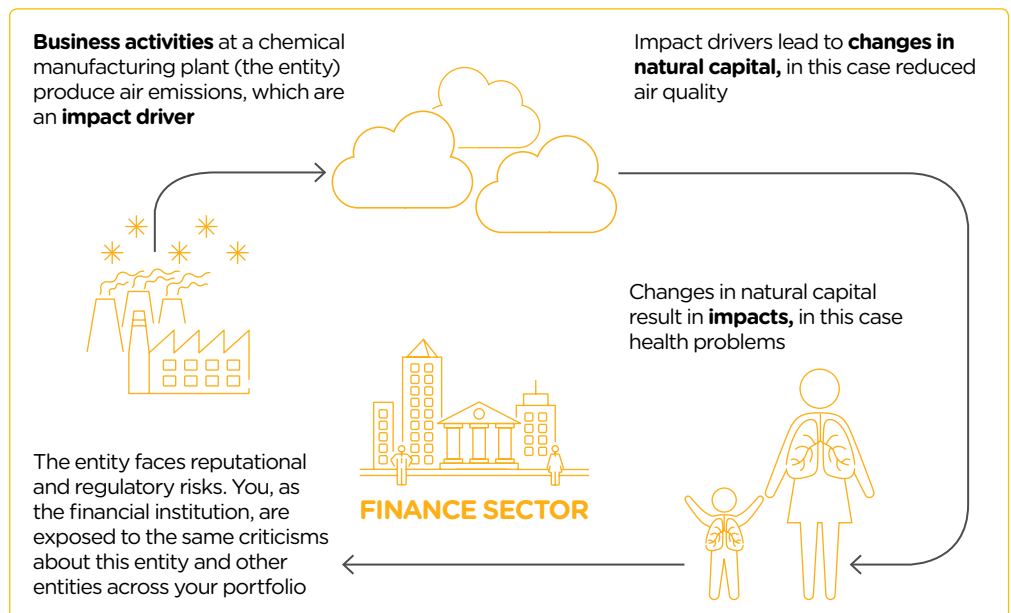 Business activities at a chemical
manufacturing plant (the entity)
produce air emissions, which are
an impact driver
Impact drivers lead to changes in
natural capital, in this case reduced
air quality
Changes in natural capital
result in impacts, in this case
health problems
The entity faces reputational
and regulatory risks. You, as
the financial institution, are
exposed to the same criticisms
about this entity and other
entities across your portfolio
FINANCE SECTOR